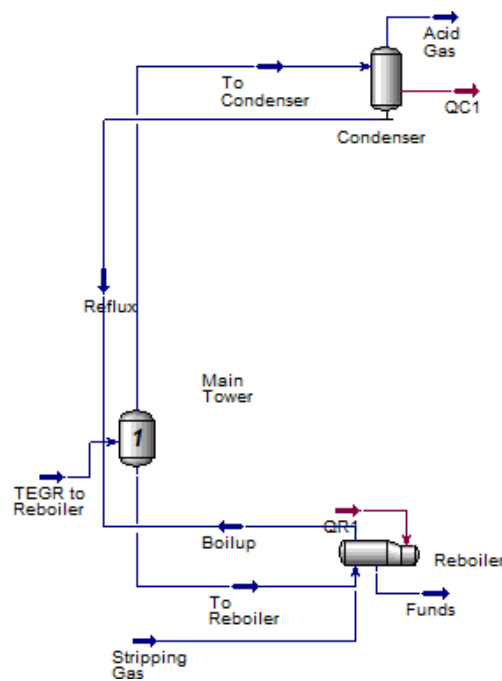 Acid
Gas
To
Condenser
QC1
Condenser
Reflux
Main
Tower
1
TEGR to
Reboiler
QR1
Boilup
Reboiler
To
Reboiler
Funds
Stripping
Gas